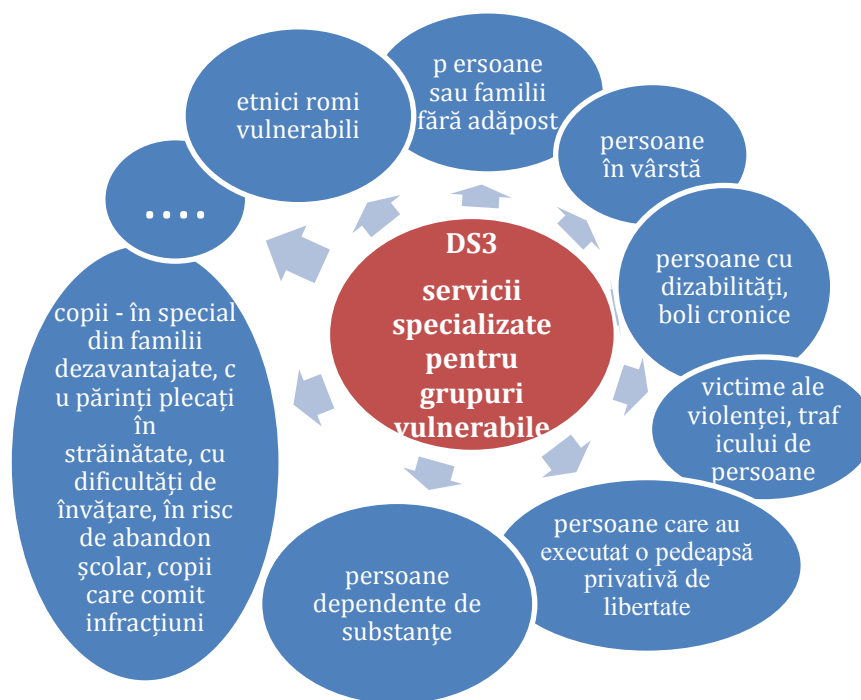 p ersoane
sau familii
fără adăpost
persoane
în vârstă
persoane cu
dizabilități,
boli cronice
victime ale
violenței, traf
icului de
persoane
persoane care au
executat o pedeapsă
privativă de
libertate
persoane
dependente de
substanțe
copii - în special
din familii
dezavantajate, c
u părinți plecați
în
străinătate, cu
dificultăți de
învățare, în risc
de abandon
școlar, copii
care comit
infracțiuni
....
etnici romi
vulnerabili
DS3
servicii
specializate
pentru
grupuri
vulnerabile